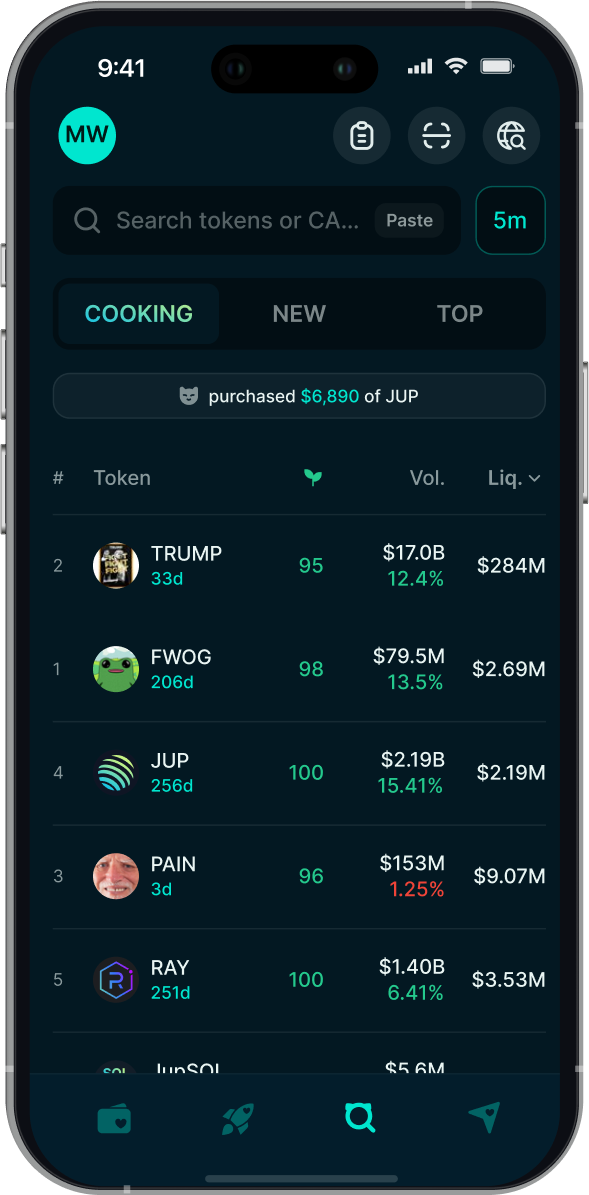 9:41
MW
Search tokens or CA...
Paste
5m
COOKING
NEW
TOP
purchased $6,890 of JUP
# Token Vol. Liq.
2 TRUMP 95 $17.0B $284M
33d 12.4%
1 FWOG 98 $79.5M $2.69M
206d 13.5%
4 JUP 100 $2.19B $2.19M
256d 15.41%
3 PAIN 96 $153M $9.07M
3d 1.25%
5 RAY 100 $1.40B $3.53M
251d 6.41%
JupSOL $5.6M